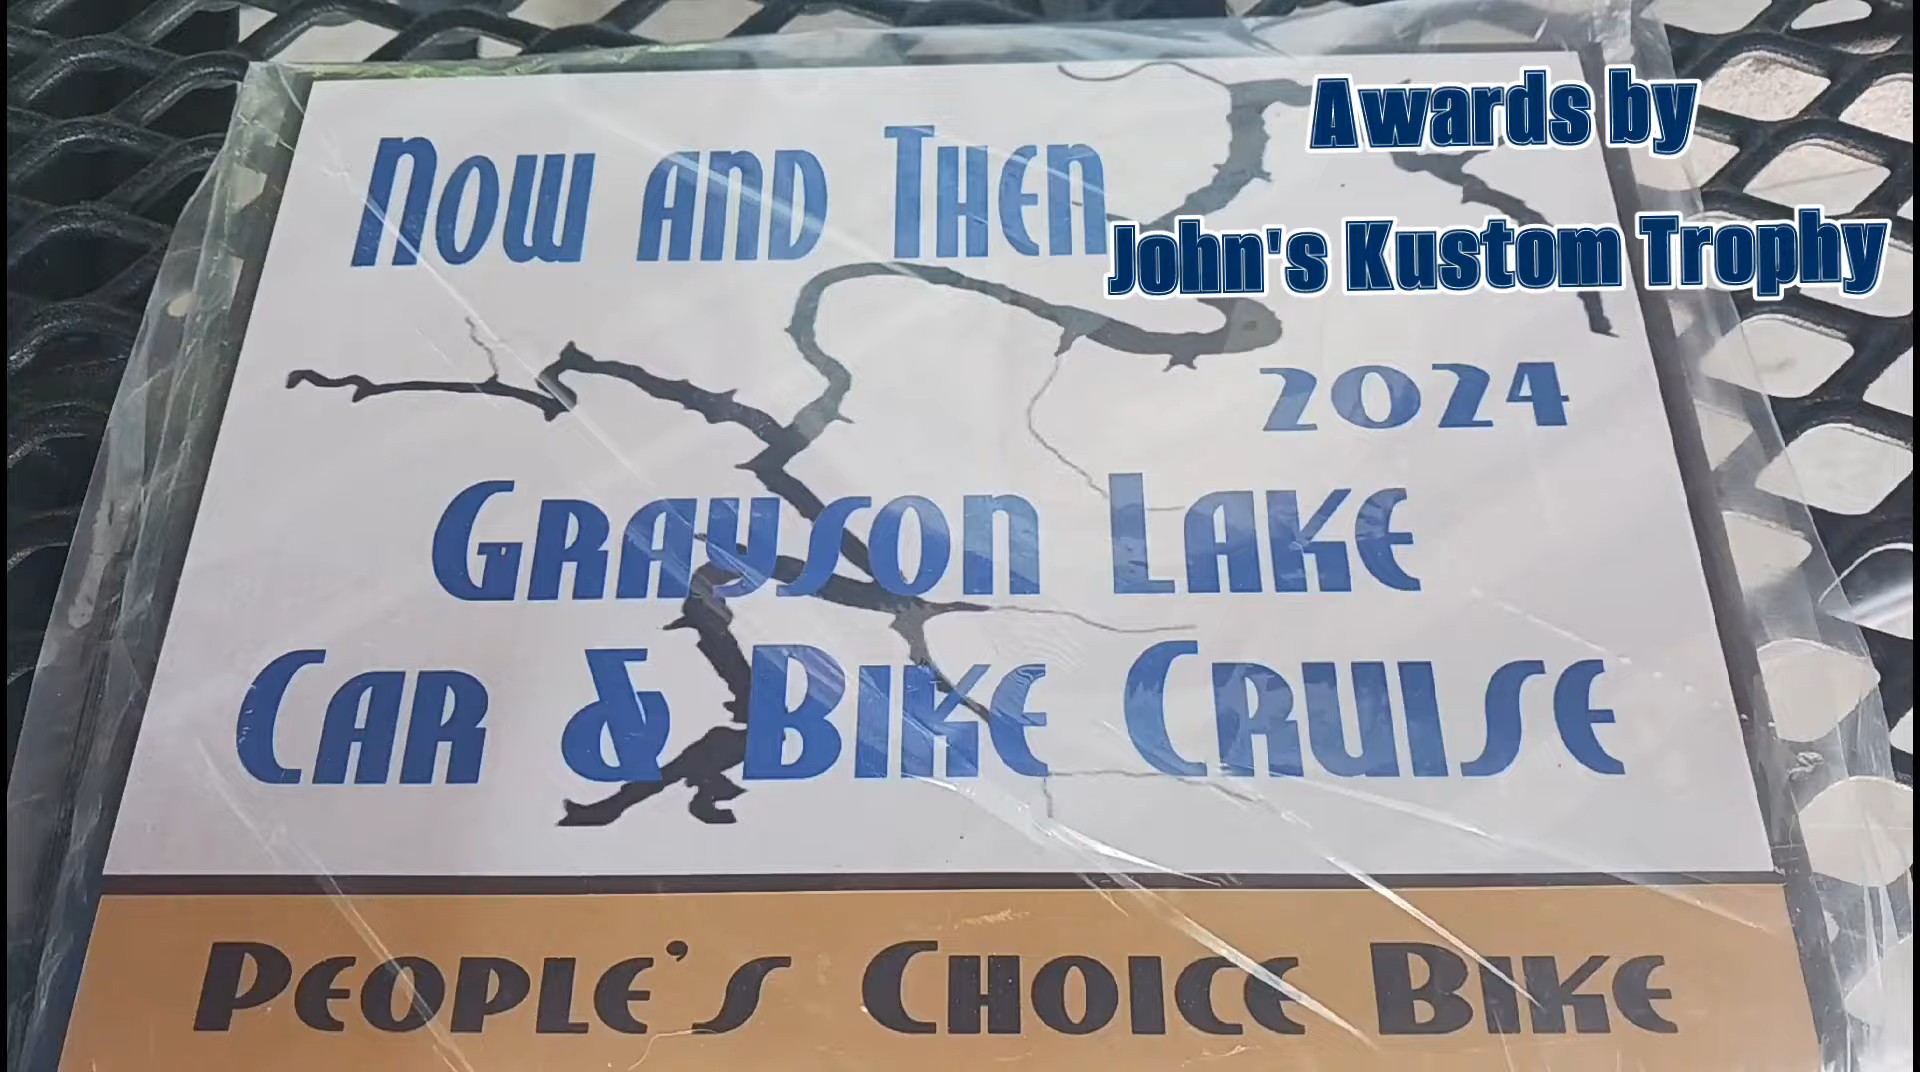 Awards by
John's Kustom Trophy
Now and Then
2024
Grayson Lake
Car & Bike Cruise
People's Choice Bike